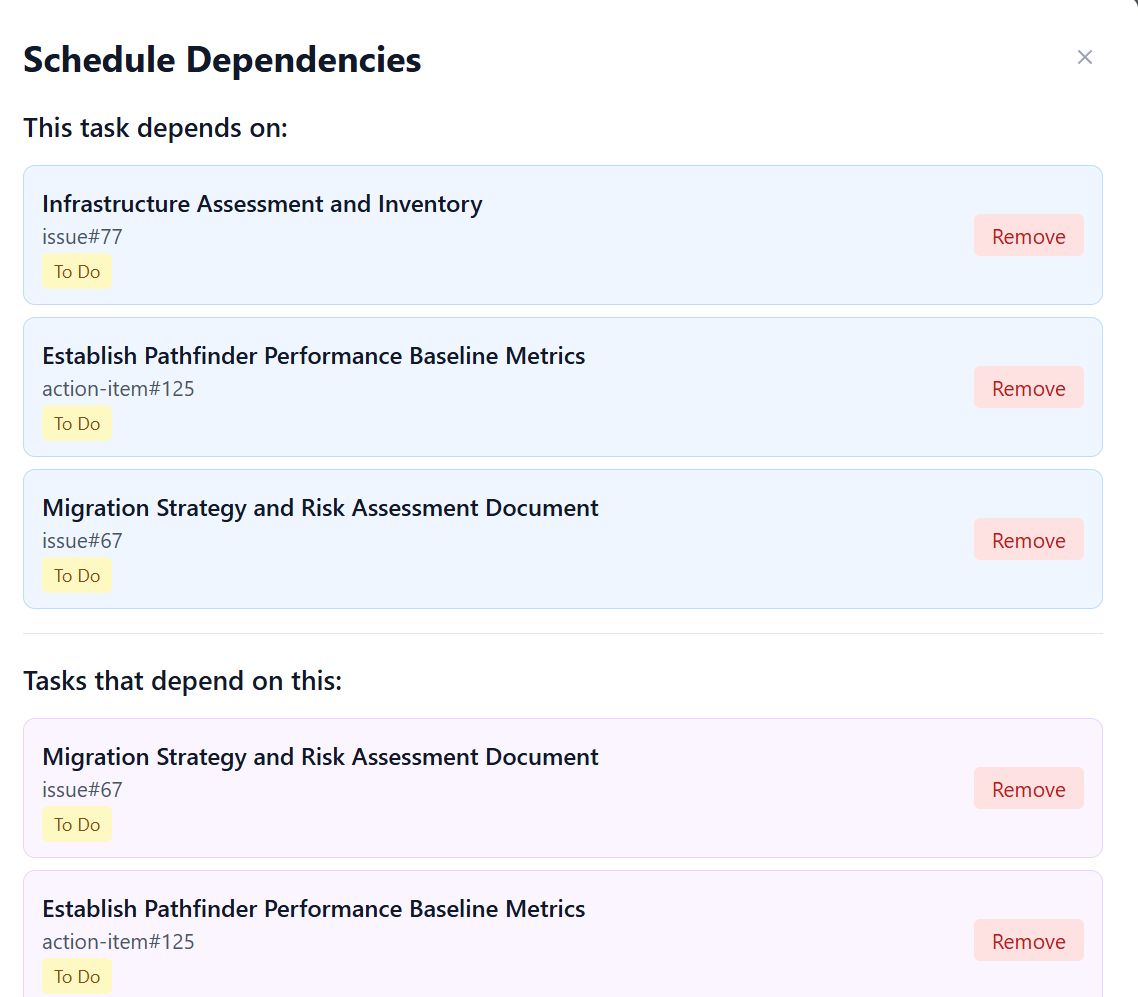 Schedule Dependencies
This task depends on:
Infrastructure Assessment and Inventory
issue#77
To Do
Remove
Establish Pathfinder Performance Baseline Metrics
action-item#125
To Do
Remove
Migration Strategy and Risk Assessment Document
issue#67
To Do
Remove
Tasks that depend on this:
Migration Strategy and Risk Assessment Document
issue#67
To Do
Remove
Establish Pathfinder Performance Baseline Metrics
action-item#125
To Do
Remove